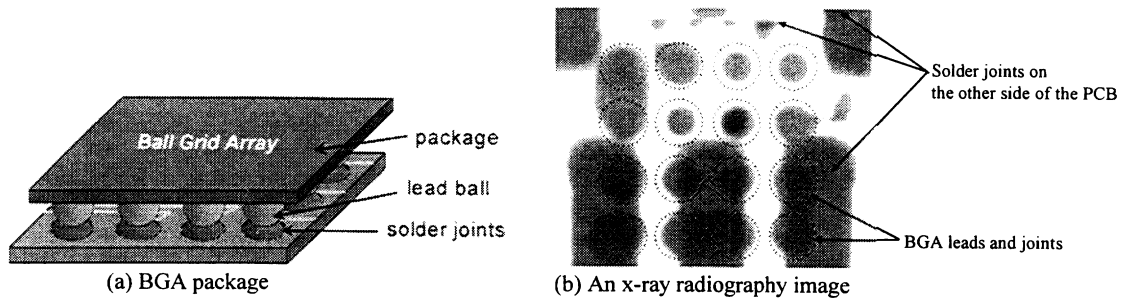 Ball Grid Array
package
lead ball
solder joints
(a) BGA package
Solder joints on
the other side of the PCB
BGA leads and joints
(b) An x-ray radiography image